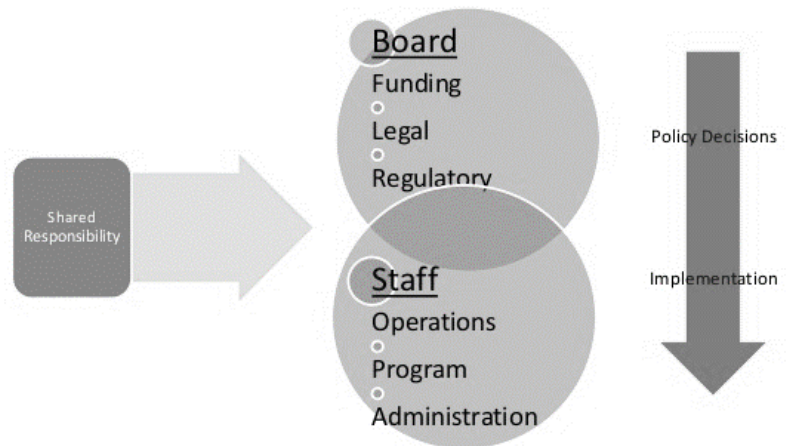 Shared
Responsibility
Board
Funding
Legal
Regulatory
Staff
Operations
Program
Administration
Policy Decisions
Implementation